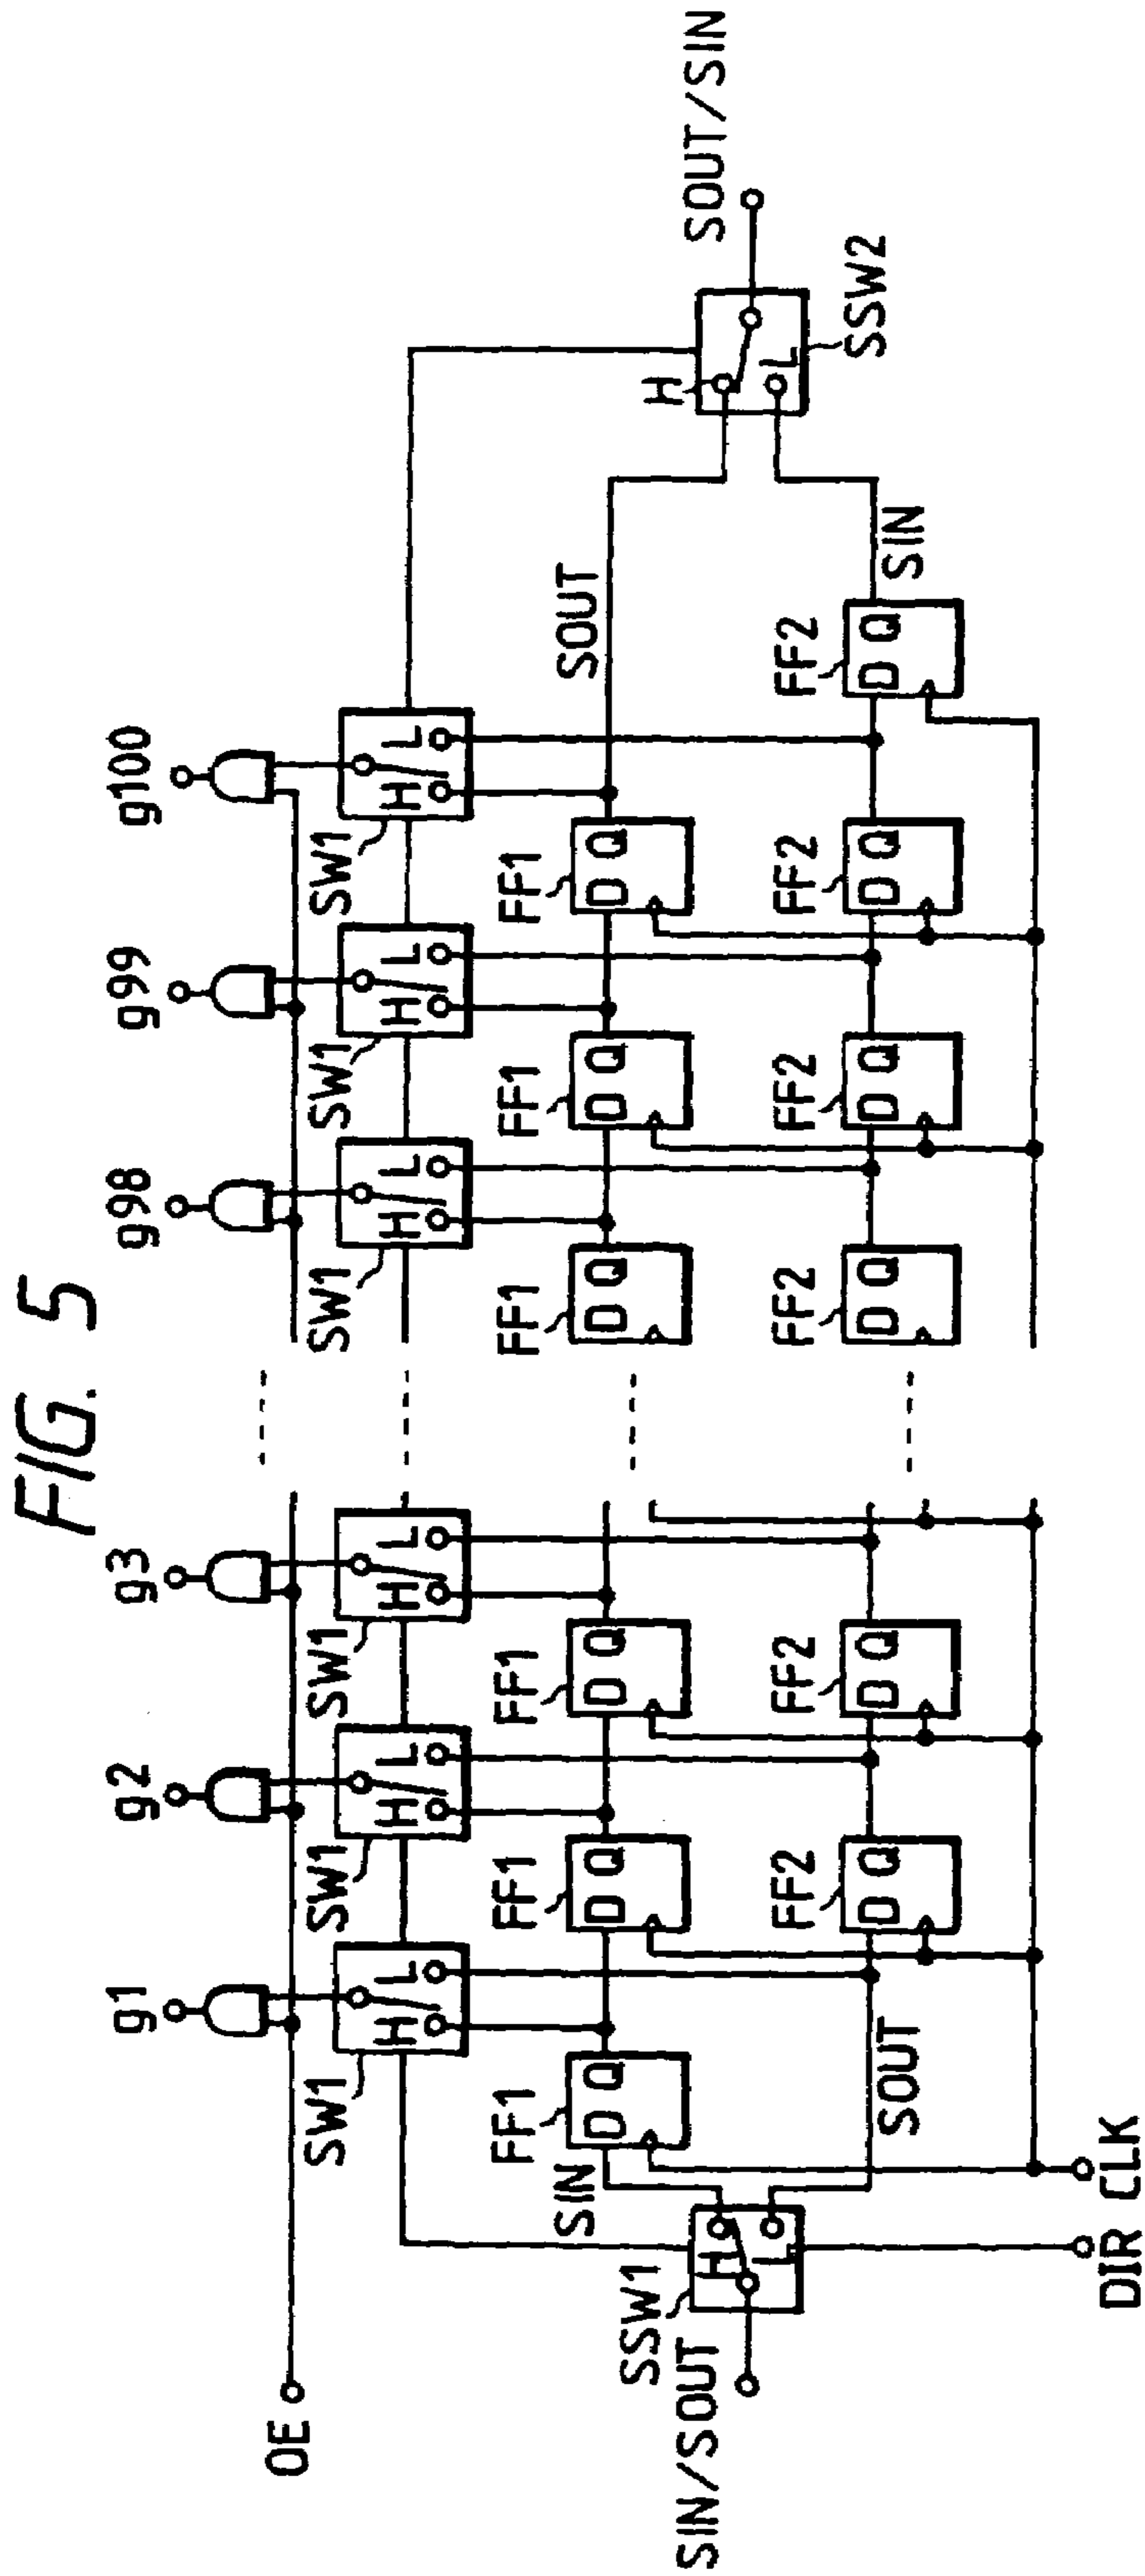 FIG. 5
g1 g2 g3 g98 g99 g100
OE
SW1 SW1 SW1 SW1 SW1 SW1
H L H L H L H L H L H L
SIN FF1 FF1 FF1 FF1 FF1 FF1 SOUT
D Q D Q D Q D Q D Q D Q
SIN/SOUT SSW1 H L
H L SSW2 SOUT/SIN
SOUT FF2 FF2 FF2 FF2 FF2 FF2 SIN
D Q D Q D Q D Q D Q D Q
DIR CLK